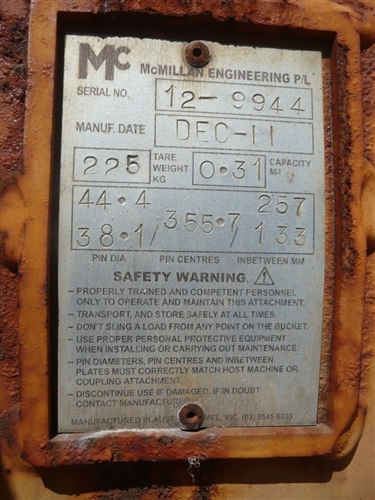 Mc McMILLAN ENGINEERING P/L
SERIAL NO. 12-9944
MANUF. DATE DEC-11
225 TARE WEIGHT KG 0.31 CAPACITY M³
44.4 355.7 257
38.1/ /133
PIN DIA PIN CENTRES INBETWEEN MM
SAFETY WARNING
- PROPERLY TRAINED AND COMPETENT PERSONNEL
ONLY TO OPERATE AND MAINTAIN THIS ATTACHMENT.
- TRANSPORT, AND STORE SAFELY AT ALL TIMES.
- DON'T SLING A LOAD FROM ANY POINT ON THE BUCKET.
- USE PROPER PERSONAL PROTECTIVE EQUIPMENT
WHEN INSTALLING OR CARRYING OUT MAINTENANCE.
- PIN DIAMETERS, PIN CENTRES AND INBETWEEN
PLATES MUST CORRECTLY MATCH HOST MACHINE OR
COUPLING ATTACHMENT.
- DISCONTINUE USE IF DAMAGED. IF IN DOUBT
CONTACT MANUFACTURER
MANUFACTURED IN VIC. (03)